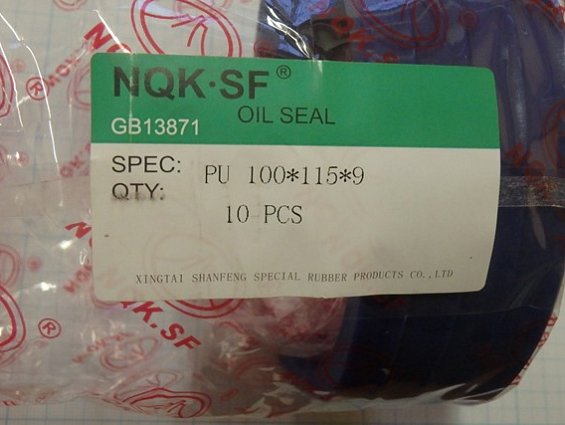 NQK·SF®
OIL SEAL
GB13871
SPEC: PU 100*115*9
QTY: 10 PCS
XINGTAI SHANFENG SPECIAL RUBBER PRODUCTS CO.,LTD
NQK.SF
®